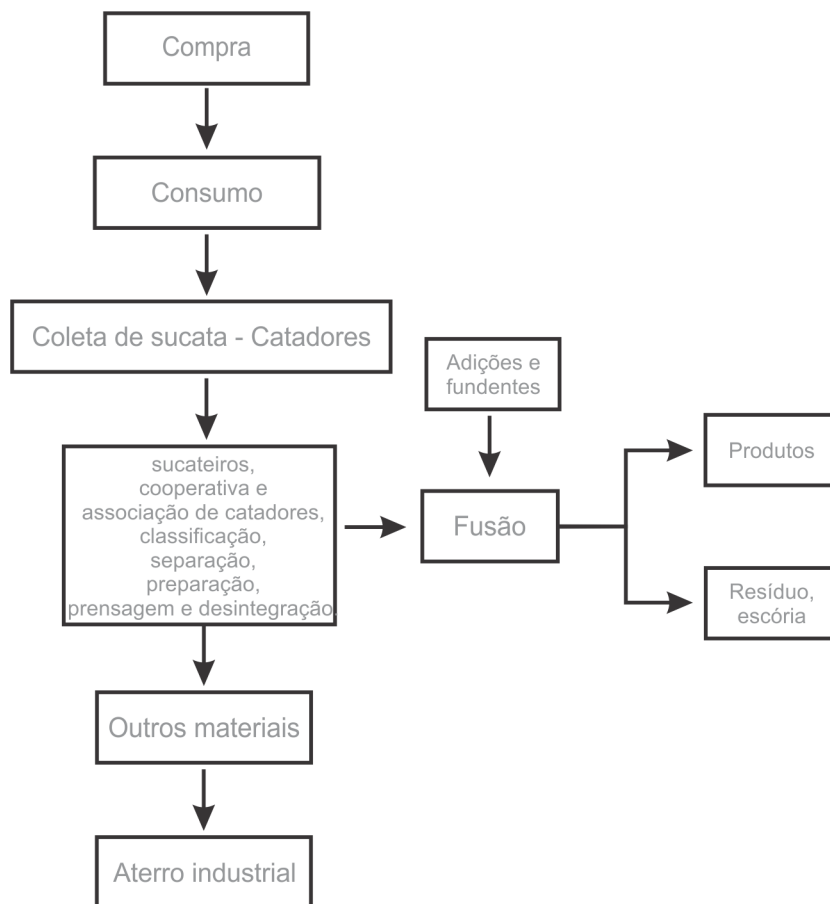 Compra
Consumo
Coleta de sucata - Catadores
Adições e
fundentes
sucateiros,
cooperativa e
associação de catadores,
classificação,
separação,
preparação,
prensagem e desintegração.
Fusão
Produtos
Resíduo,
escória
Outros materiais
Aterro industrial